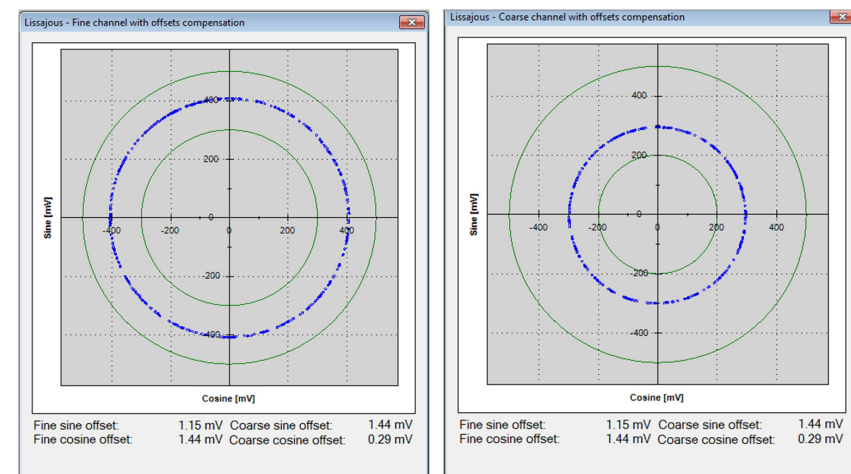 Lissajous - Fine channel with offsets compensation
400
200
0
-400 -200 0 200 400
-200
-400
Sine [mV]
Cosine [mV]
Fine sine offset: 1.15 mV Coarse sine offset: 1.44 mV
Fine cosine offset: 1.44 mV Coarse cosine offset: 0.29 mV
Lissajous - Coarse channel with offsets compensation
400
200
0
-400 -200 0 200 400
-200
-400
Sine [mV]
Cosine [mV]
Fine sine offset: 1.15 mV Coarse sine offset: 1.44 mV
Fine cosine offset: 1.44 mV Coarse cosine offset: 0.29 mV